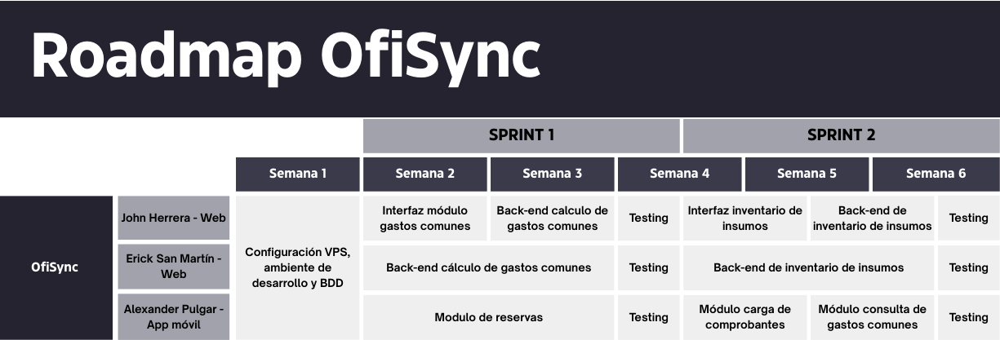 Roadmap OfiSync
SPRINT 1
SPRINT 2
Semana 1
Semana 2
Semana 3
Semana 4
Semana 5
Semana 6
OfiSync
John Herrera - Web
Configuración VPS,
ambiente de
desarrollo y BDD
Interfaz módulo
gastos comunes
Back-end calculo de
gastos comunes
Testing
Interfaz inventario de
insumos
Back-end de
inventario de insumos
Testing
Erick San Martín -
Web
Back-end cálculo de gastos comunes
Testing
Back-end de inventario de insumos
Testing
Alexander Pulgar -
App móvil
Modulo de reservas
Testing
Módulo carga de
comprobantes
Módulo consulta de
gastos comunes
Testing